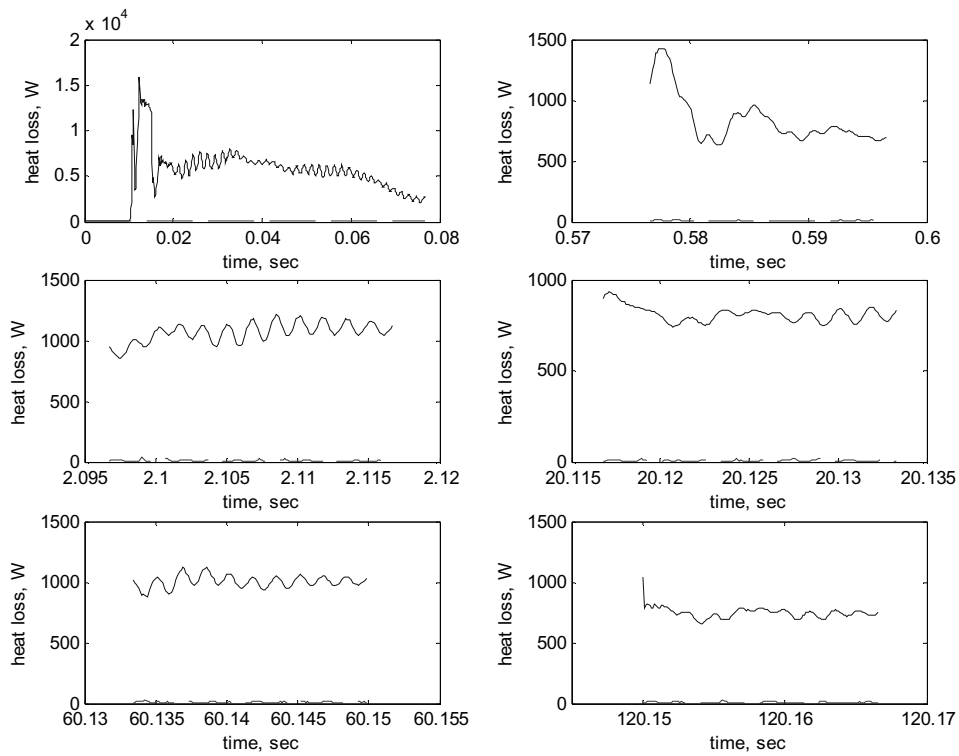 x 10^4
2
1.5
1
0.5
0
heat loss, W
0 0.02 0.04 0.06 0.08
time, sec
1500
1000
500
0
heat loss, W
0.57 0.58 0.59 0.6
time, sec
1500
1000
500
0
heat loss, W
2.095 2.1 2.105 2.11 2.115 2.12
time, sec
1000
500
0
heat loss, W
20.115 20.12 20.125 20.13 20.135
time, sec
1500
1000
500
0
heat loss, W
60.13 60.135 60.14 60.145 60.15 60.155
time, sec
1500
1000
500
0
heat loss, W
120.15 120.16 120.17
time, sec